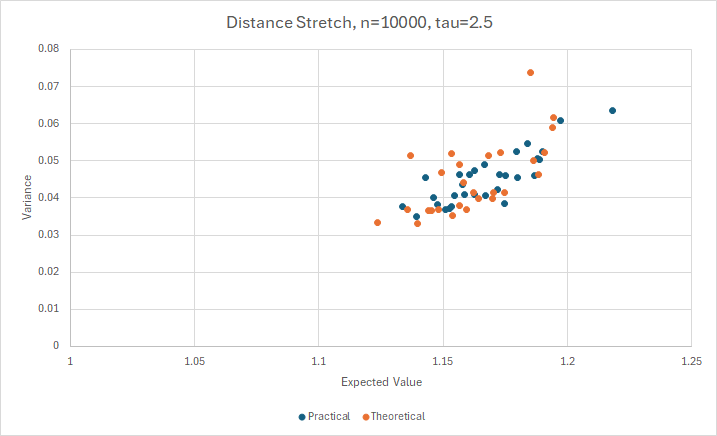 Distance Stretch, n=10000, tau=2.5
0.08
0.07
0.06
0.05
0.04
0.03
0.02
0.01
0
Variance
1 1.05 1.1 1.15 1.2 1.25
Expected Value
Practical Theoretical